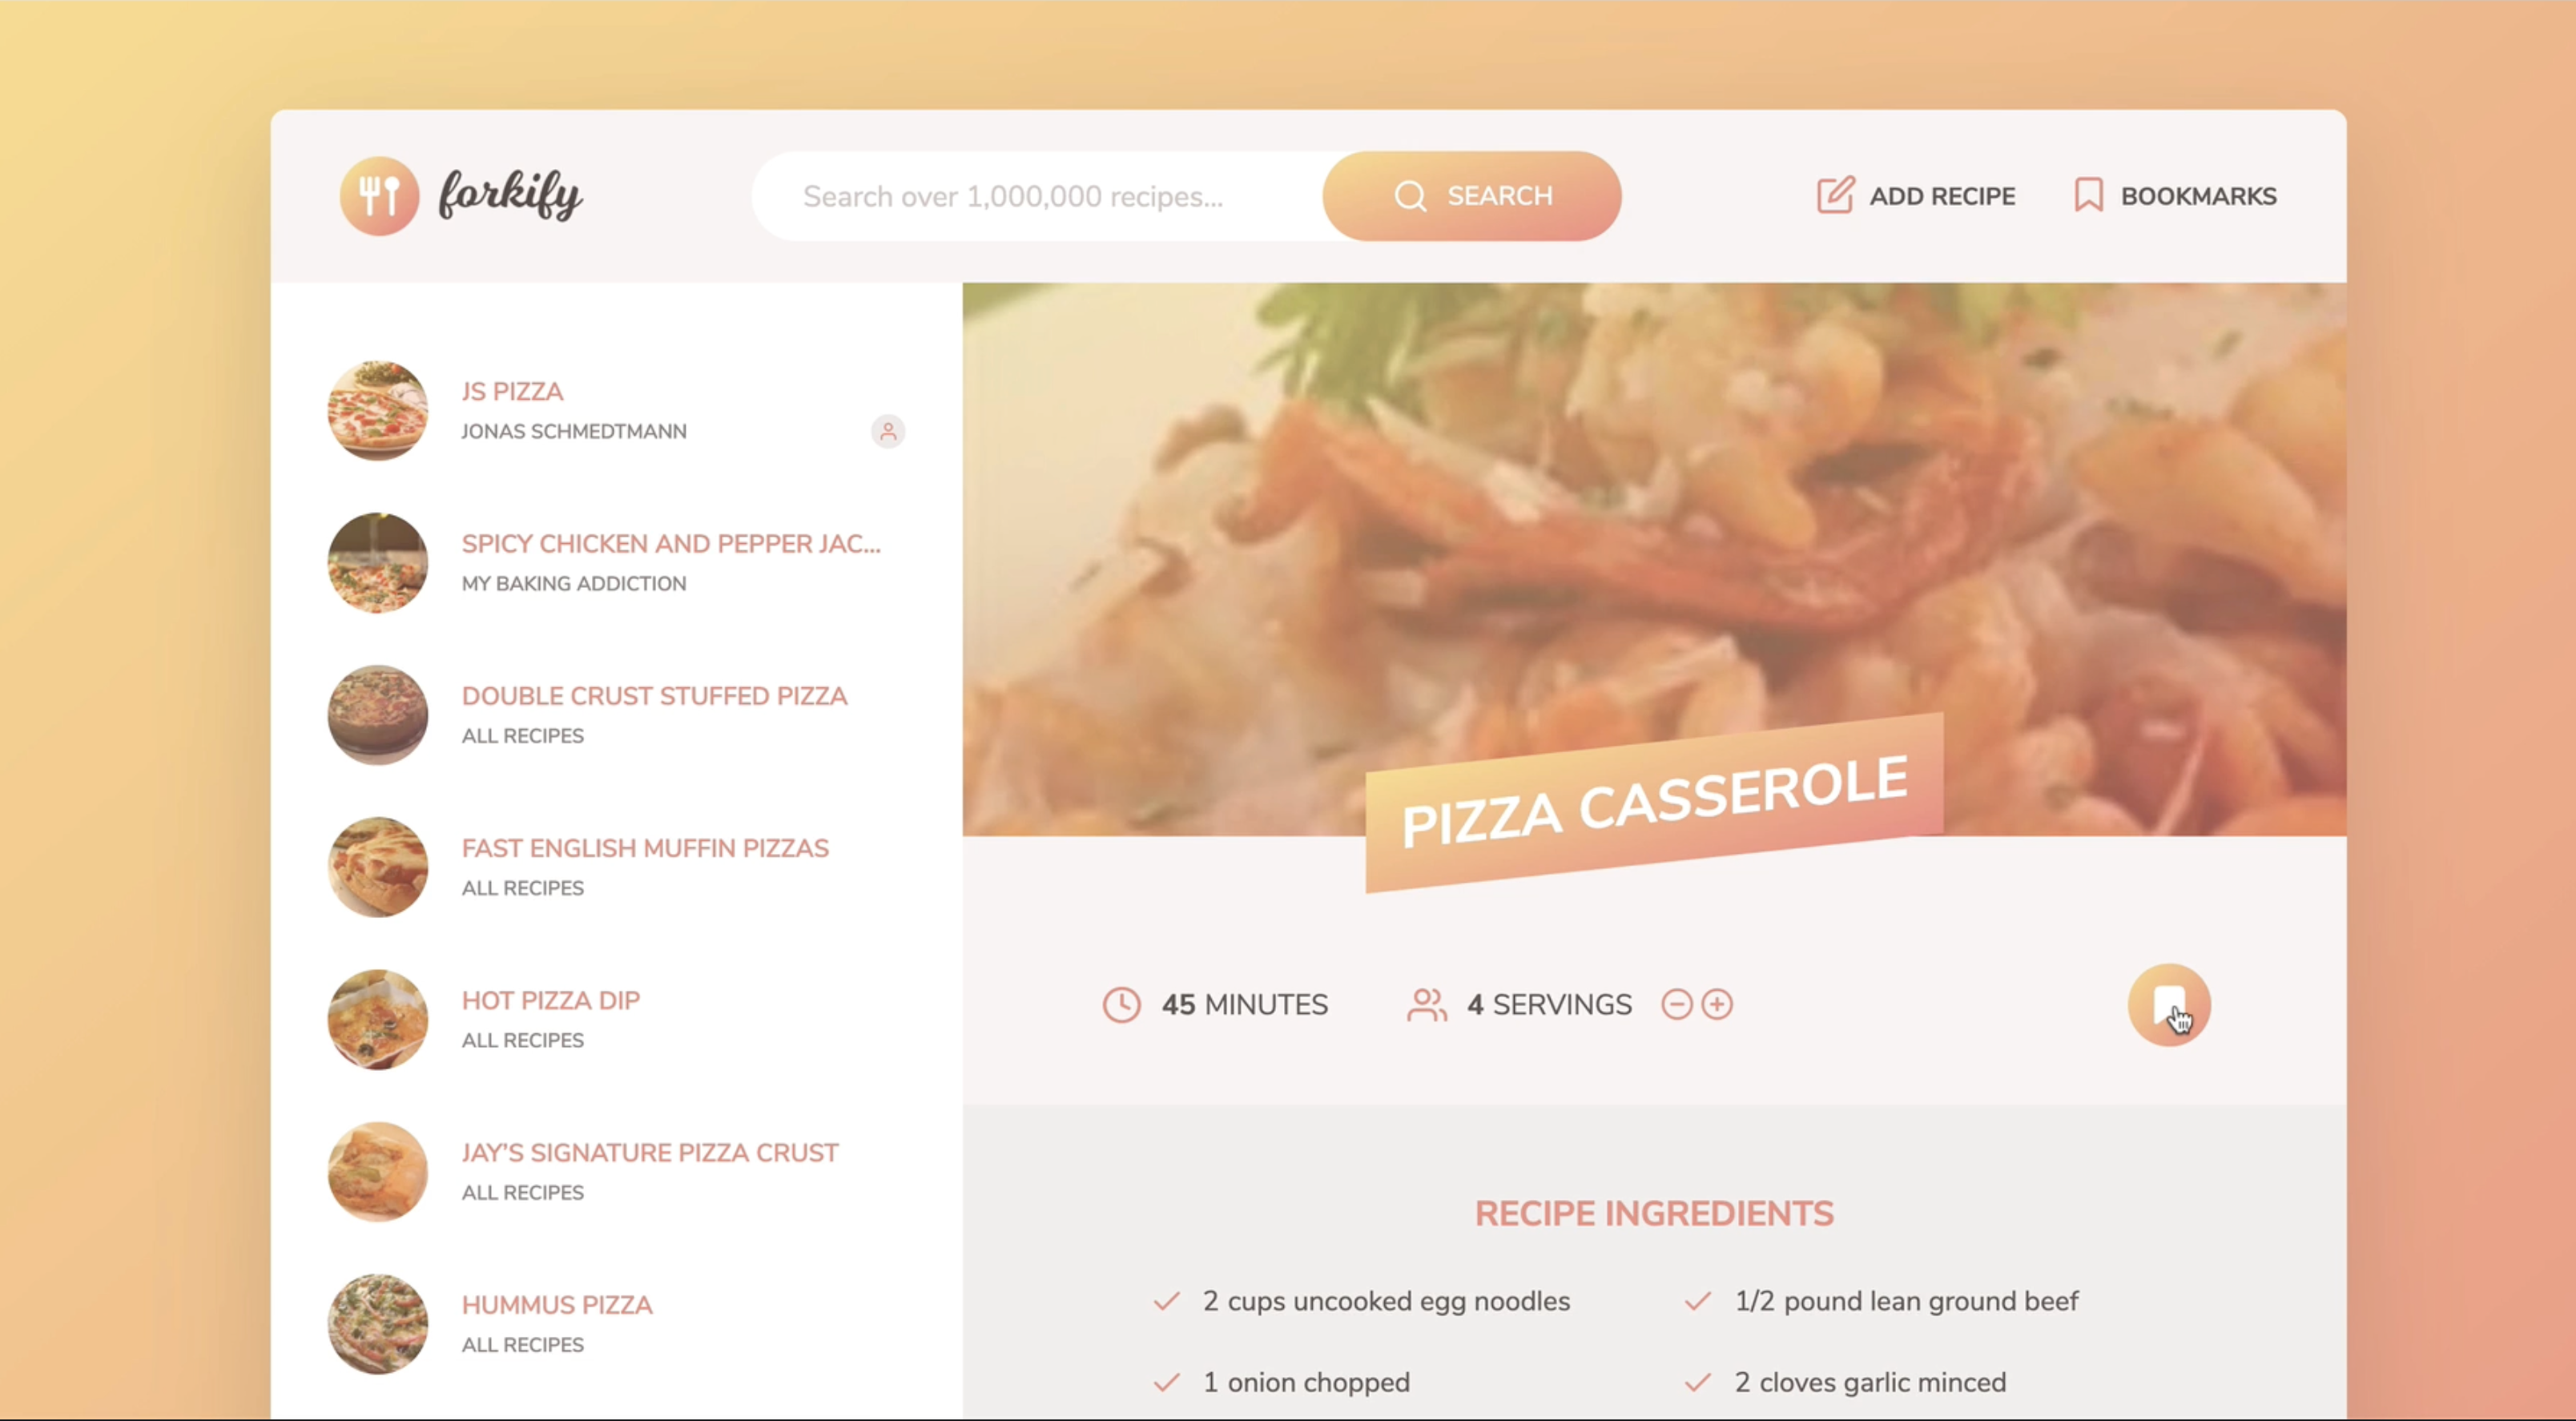 forkify
Search over 1,000,000 recipes...
SEARCH
ADD RECIPE
BOOKMARKS
JS PIZZA
JONAS SCHMEDTMANN
SPICY CHICKEN AND PEPPER JAC...
MY BAKING ADDICTION
DOUBLE CRUST STUFFED PIZZA
ALL RECIPES
FAST ENGLISH MUFFIN PIZZAS
ALL RECIPES
HOT PIZZA DIP
ALL RECIPES
JAY'S SIGNATURE PIZZA CRUST
ALL RECIPES
HUMMUS PIZZA
ALL RECIPES
PIZZA CASSEROLE
45 MINUTES
4 SERVINGS
RECIPE INGREDIENTS
2 cups uncooked egg noodles
1/2 pound lean ground beef
1 onion chopped
2 cloves garlic minced